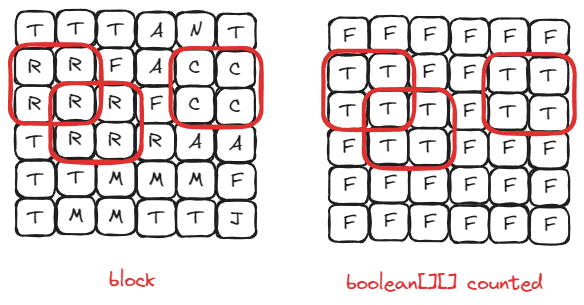 T T T A N T F F F F F F
R R F A C C T T F F T T
R R R F C C T T T F T T
T R R R A A F T T F F F
T T M M M F F F F F F F
T M M T T J F F F F F F
block boolean[][] counted